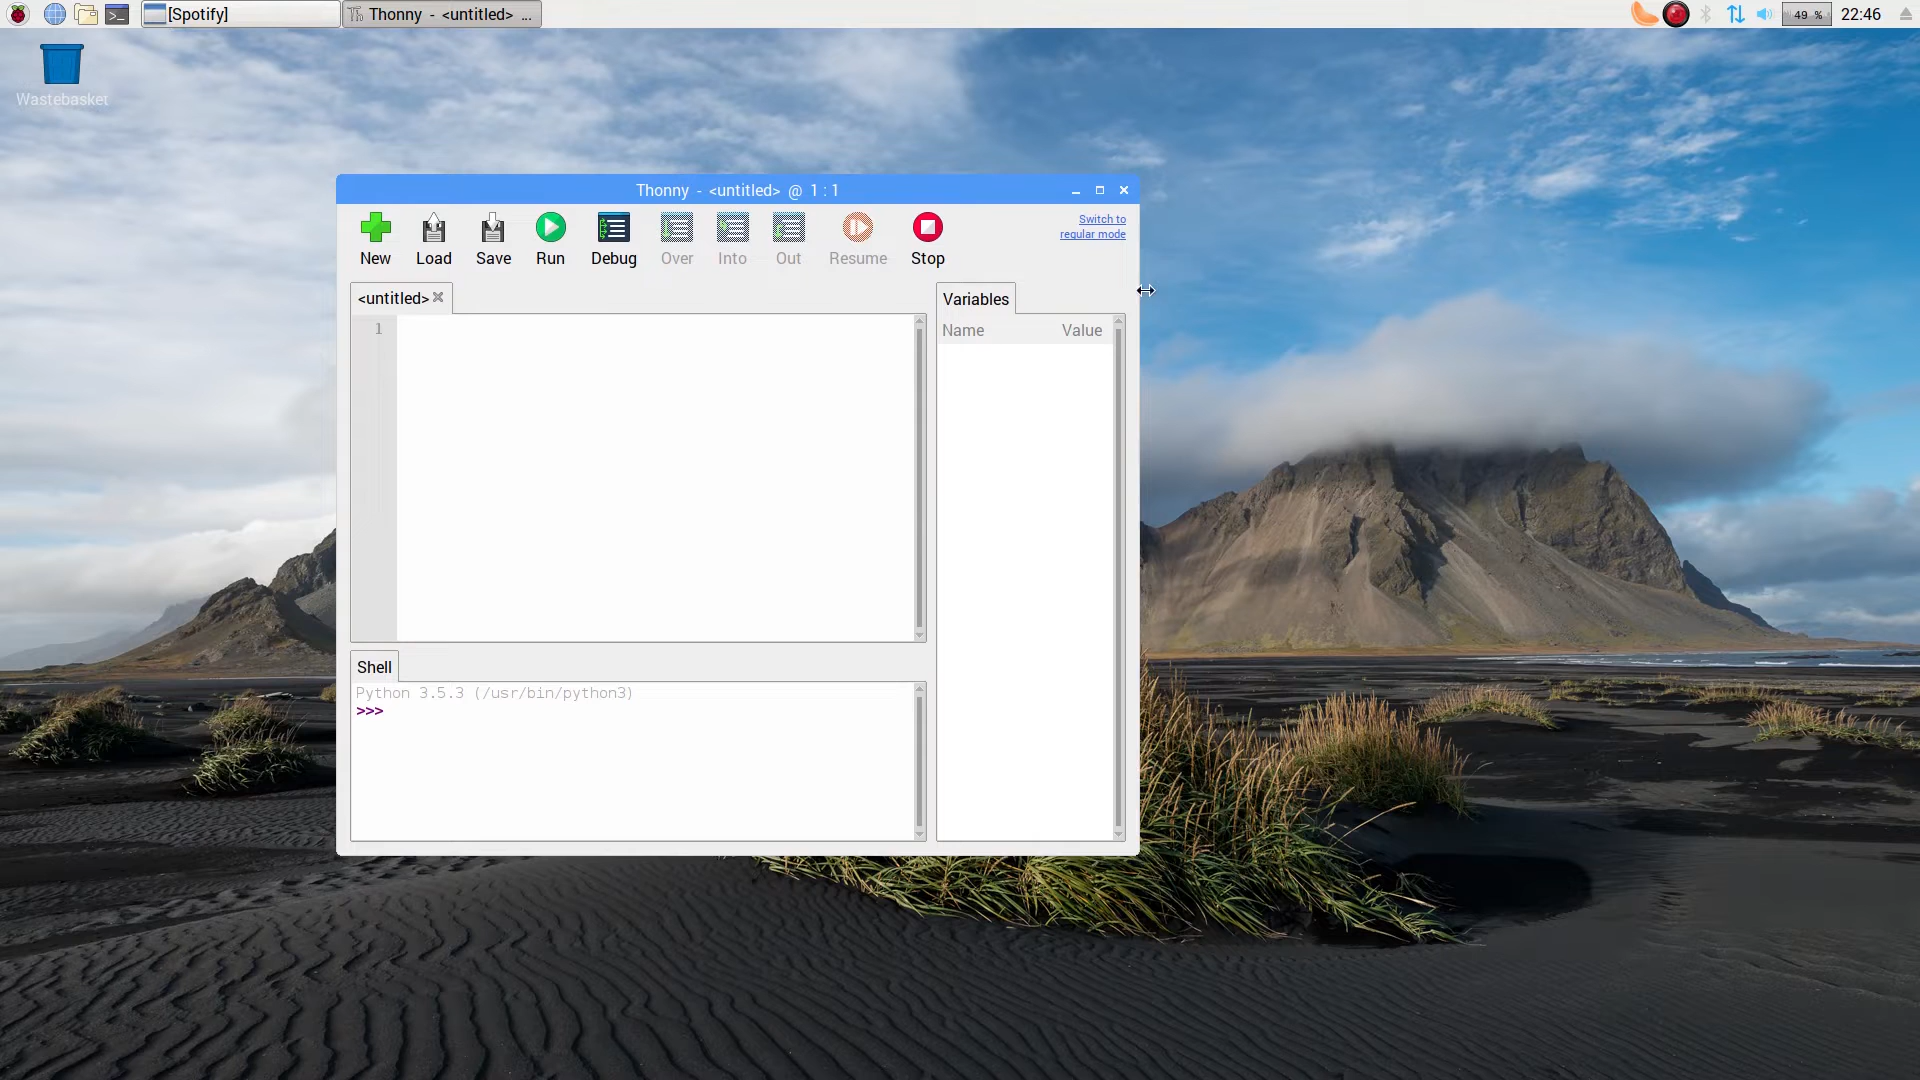 [Spotify]
Thonny - <untitled> ...
49 %
22:46
Wastebasket
Thonny - <untitled> @ 1 : 1
New
Load
Save
Run
Debug
Over
Into
Out
Resume
Stop
Switch to
regular mode
<untitled>
1
Variables
Name
Value
Shell
Python 3.5.3 (/usr/bin/python3)
>>>